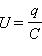 U = q/C